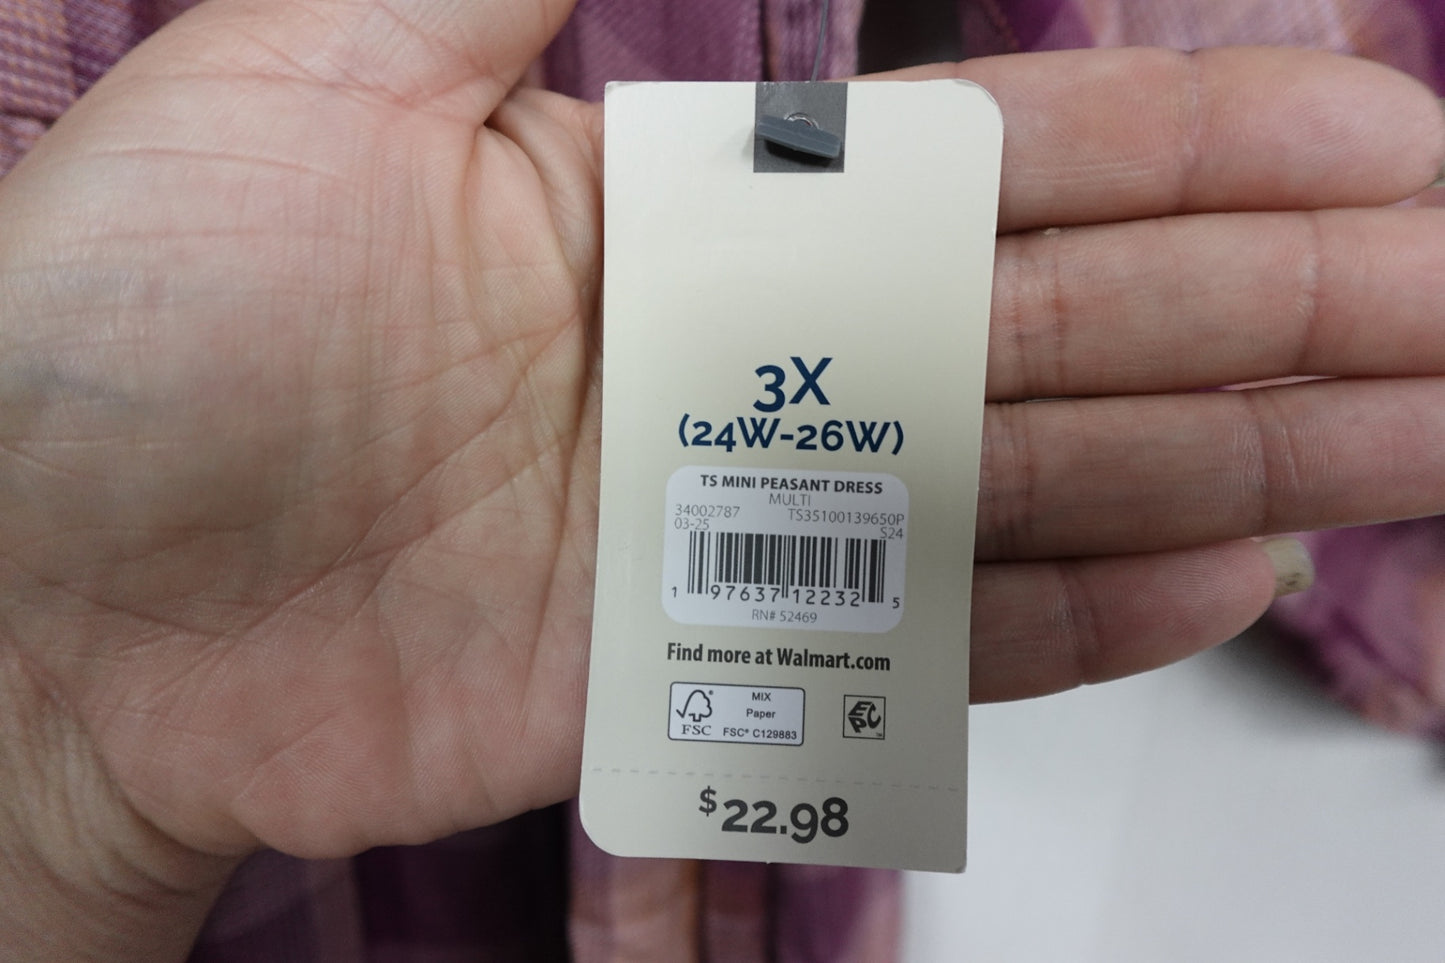 3X
(24W-26W)
TS MINI PEASANT DRESS
MULTI
34002787 TS35100139650P
03-25 S24
1 97637 12232 5
RN# 52469
Find more at Walmart.com
MIX
Paper
FSC® C129883
FSC
EPC™
$22.98